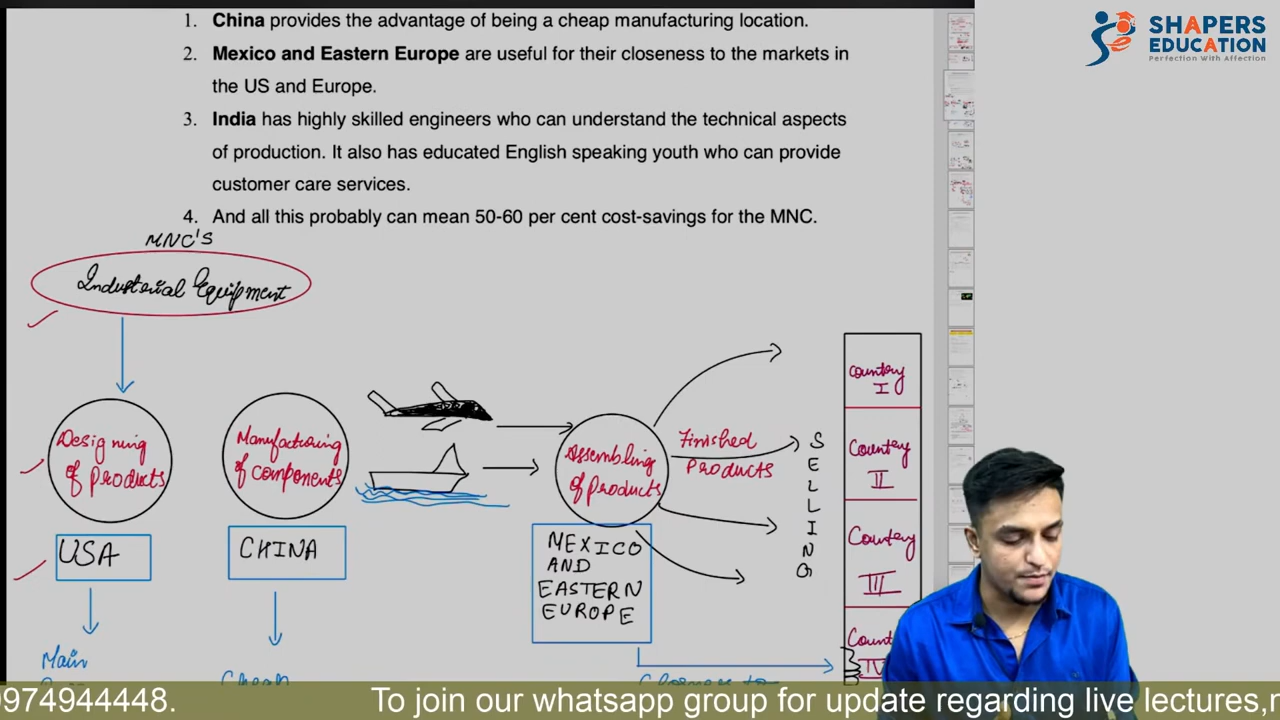 1. China provides the advantage of being a cheap manufacturing location.
2. Mexico and Eastern Europe are useful for their closeness to the markets in
the US and Europe.
3. India has highly skilled engineers who can understand the technical aspects
of production. It also has educated English speaking youth who can provide
customer care services.
4. And all this probably can mean 50-60 per cent cost-savings for the MNC.
SHAPERS
EDUCATION
Perfection With Affection
MNC'S
Industrial Equipment
Designing
of products
USA
Main
Manufacturing
of components
CHINA
Cheap
Assembling
of products
MEXICO
AND
EASTERN
EUROPE
Closeness to
Finished
Products
SELLING
Country
I
Country
II
Country
III
IV
9974944448.
To join our whatsapp group for update regarding live lectures,